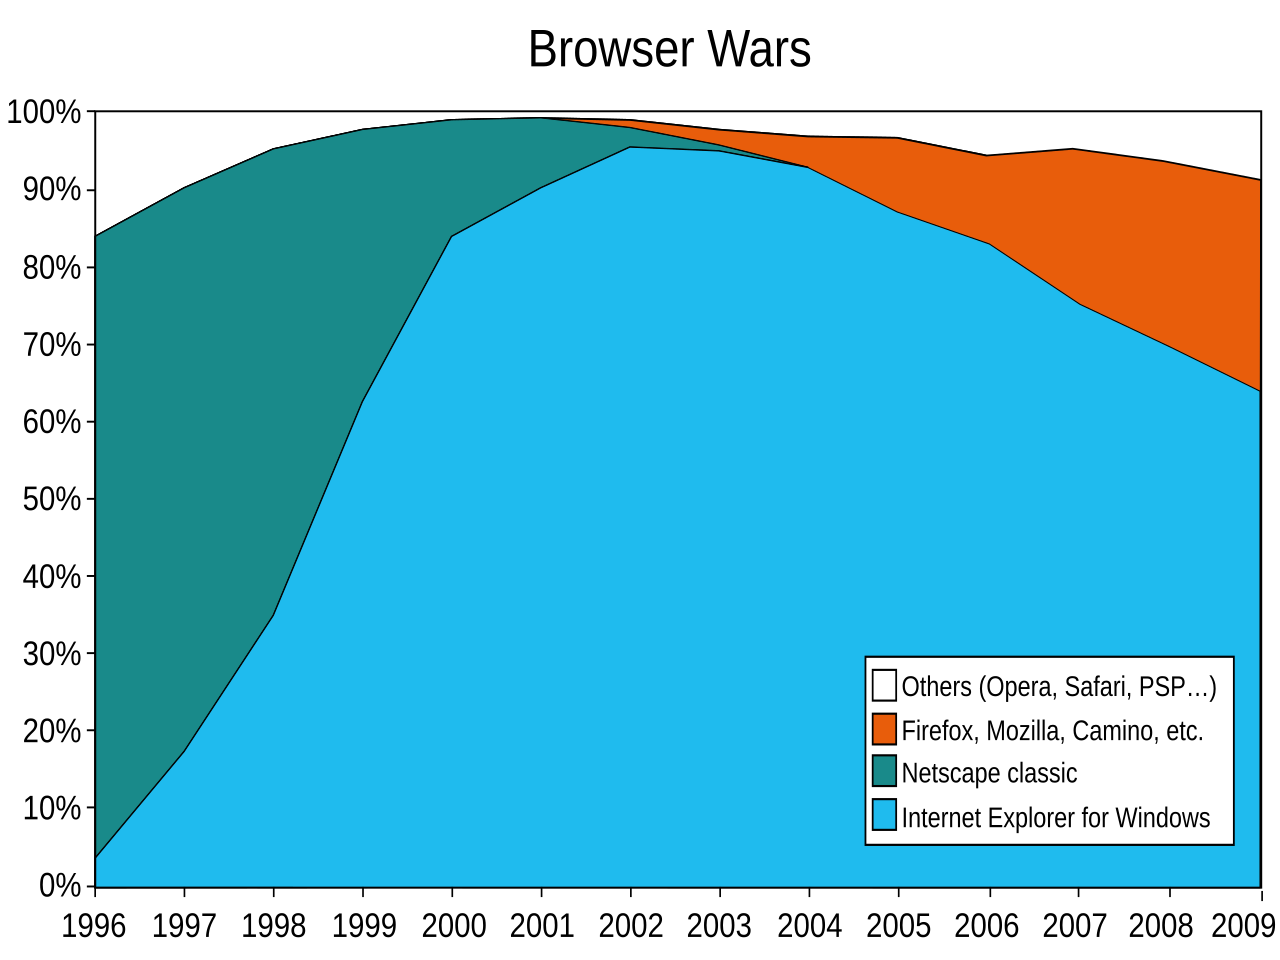 Browser Wars
100%
90%
80%
70%
60%
50%
40%
30%
20%
10%
0%
Others (Opera, Safari, PSP…)
Firefox, Mozilla, Camino, etc.
Netscape classic
Internet Explorer for Windows
1996 1997 1998 1999 2000 2001 2002 2003 2004 2005 2006 2007 2008 2009